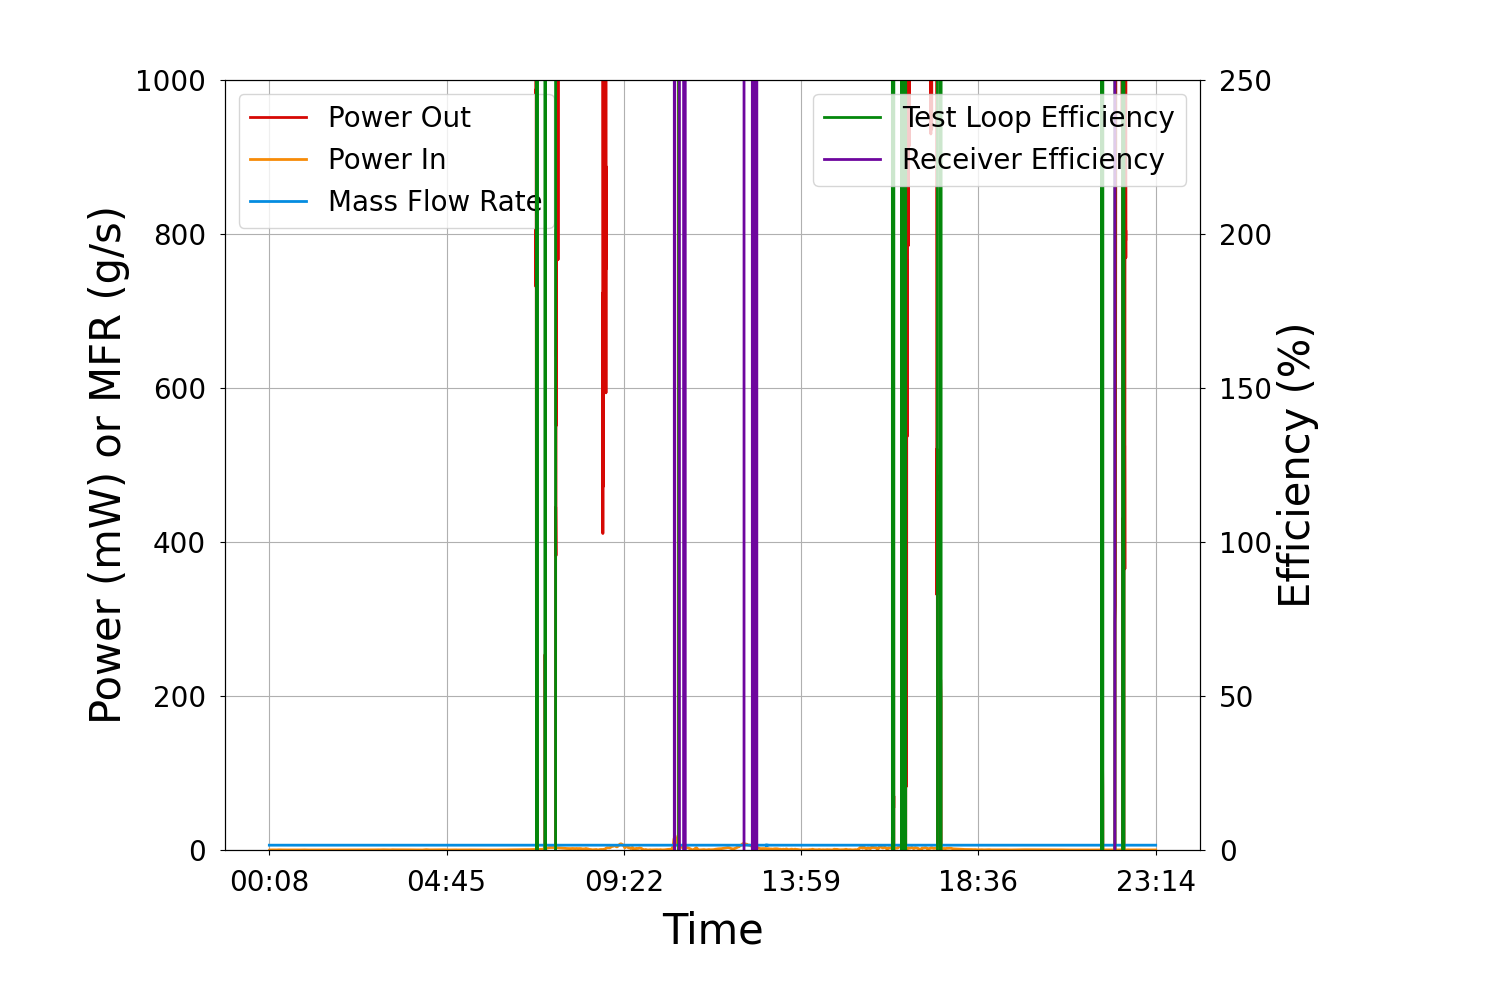 1000
800
600
400
200
0
Power (mW) or MFR (g/s)
Power Out
Power In
Mass Flow Rate
Test Loop Efficiency
Receiver Efficiency
250
200
150
100
50
0
Efficiency (%)
00:08 04:45 09:22 13:59 18:36 23:14
Time